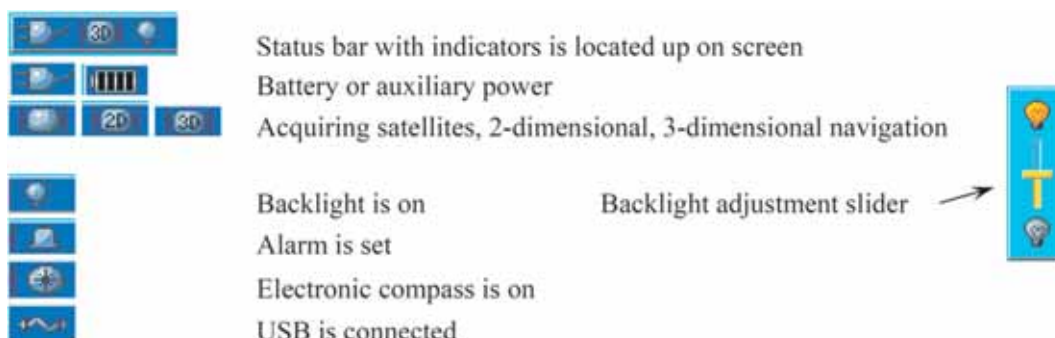 3D
Status bar with indicators is located up on screen
Battery or auxiliary power
2D 3D
Acquiring satellites, 2-dimensional, 3-dimensional navigation
Backlight is on
Backlight adjustment slider
Alarm is set
Electronic compass is on
USB is connected